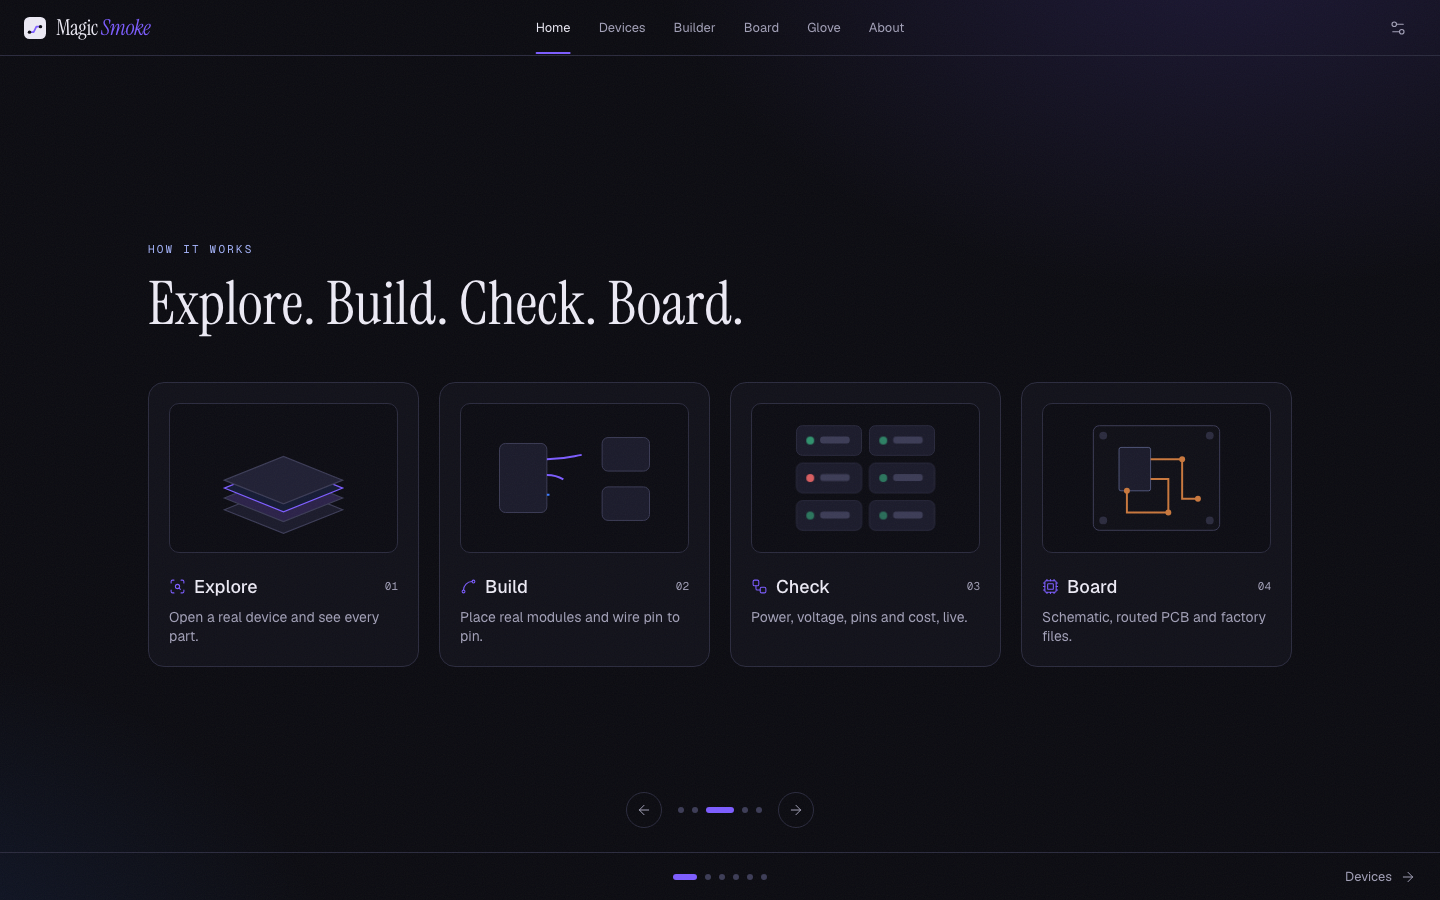 Magic Smoke
Home
Devices
Builder
Board
Glove
About
HOW IT WORKS
Explore. Build. Check. Board.
Explore
01
Open a real device and see every
part.
Build
02
Place real modules and wire pin to
pin.
Check
03
Power, voltage, pins and cost, live.
Board
04
Schematic, routed PCB and factory
files.
Devices